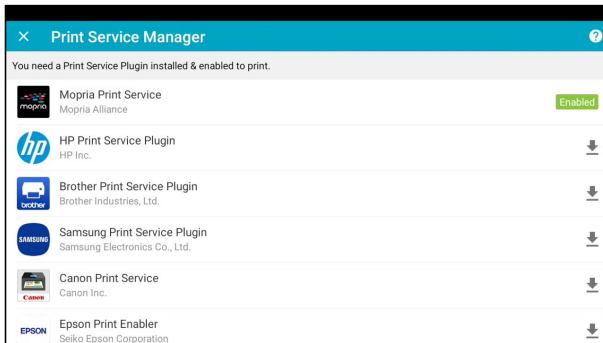 Print Service Manager
?
You need a Print Service Plugin installed & enabled to print.
mopria
Mopria Print Service
Mopria Alliance
Enabled
hp
HP Print Service Plugin
HP Inc.
brother
Brother Print Service Plugin
Brother Industries, Ltd.
SAMSUNG
Samsung Print Service Plugin
Samsung Electronics Co., Ltd.
Canon
Canon Print Service
Canon Inc.
EPSON
Epson Print Enabler
Seiko Epson Corporation